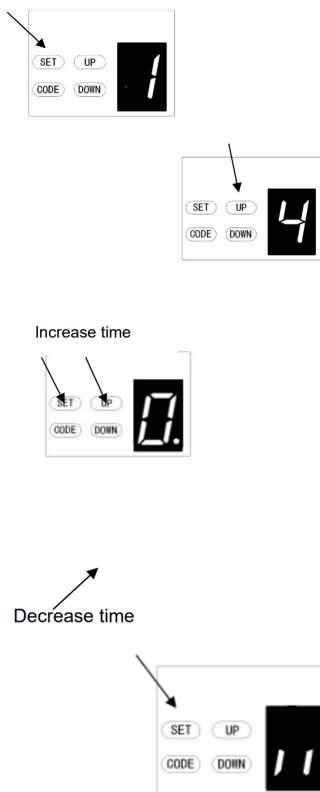 SET UP
CODE DOWN
1
SET UP
CODE DOWN
4
Increase time
SET UP
CODE DOWN
0.
Decrease time
SET UP
CODE DOWN
11